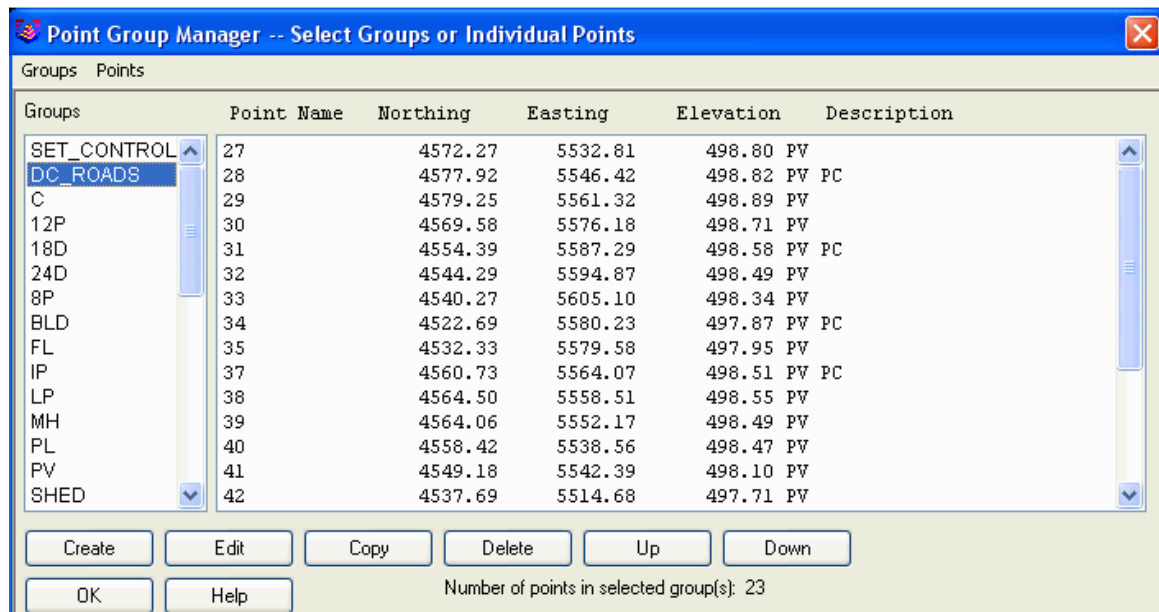 Point Group Manager -- Select Groups or Individual Points
Groups Points
Groups Point Name Northing Easting Elevation Description
SET_CONTROL 27 4572.27 5532.81 498.80 PV
DC_ROADS 28 4577.92 5546.42 498.82 PV PC
C 29 4579.25 5561.32 498.89 PV
12P 30 4569.58 5576.18 498.71 PV
18D 31 4554.39 5587.29 498.58 PV PC
24D 32 4544.29 5594.87 498.49 PV
8P 33 4540.27 5605.10 498.34 PV
BLD 34 4522.69 5580.23 497.87 PV PC
FL 35 4532.33 5579.58 497.95 PV
IP 37 4560.73 5564.07 498.51 PV PC
LP 38 4564.50 5558.51 498.55 PV
MH 39 4564.06 5552.17 498.49 PV
PL 40 4558.42 5538.56 498.47 PV
PV 41 4549.18 5542.39 498.10 PV
SHED 42 4537.69 5514.68 497.71 PV
Create Edit Copy Delete Up Down
OK Help Number of points in selected group(s): 23